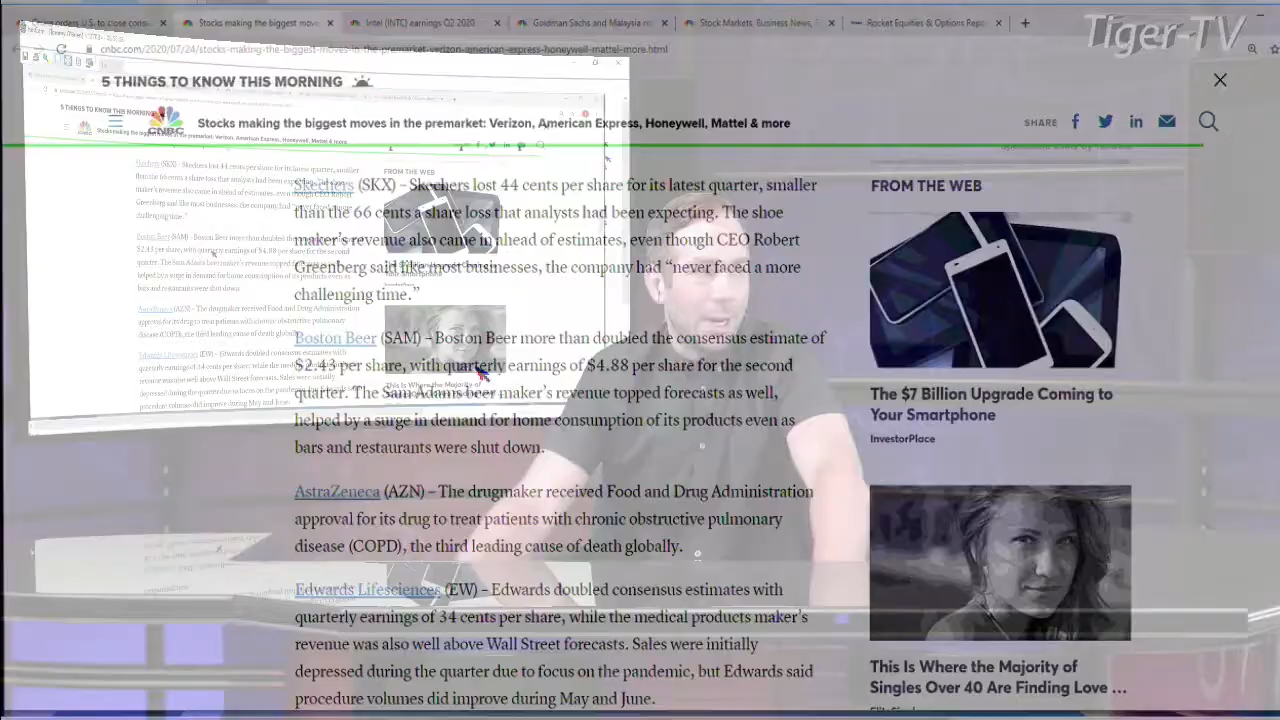 Tiger-TV
Stocks making the biggest move
Intel (INTC) earnings Q2 2020
Goldman Sachs and Malaysia
Stock Markets, Business News,
Rocket Equities & Options Rep
cnbc.com/2020/07/24/stocks-making-the-biggest-moves-in-the-premarket-verizon-american-express-honeywell-mattel-more.html
5 THINGS TO KNOW THIS MORNING
CNBC
Stocks making the biggest moves in the premarket: Verizon, American Express, Honeywell, Mattel & more
SHARE
Skechers (SKX) – Skechers lost 44 cents per share for its latest quarter, smaller
than the 66 cents a share loss that analysts had been expecting. The shoe
maker's revenue also came in ahead of estimates, even though CEO Robert
Greenberg said like most businesses, the company had “never faced a more
challenging time.”
Boston Beer (SAM) – Boston Beer more than doubled the consensus estimate of
$2.43 per share, with quarterly earnings of $4.88 per share for the second
quarter. The Sam Adams beer maker's revenue topped forecasts as well,
helped by a surge in demand for home consumption of its products even as
bars and restaurants were shut down.
AstraZeneca (AZN) – The drugmaker received Food and Drug Administration
approval for its drug to treat patients with chronic obstructive pulmonary
disease (COPD), the third leading cause of death globally.
Edwards Lifesciences (EW) – Edwards doubled consensus estimates with
quarterly earnings of 34 cents per share, while the medical products maker's
revenue was also well above Wall Street forecasts. Sales were initially
depressed during the quarter due to focus on the pandemic, but Edwards said
procedure volumes did improve during May and June.
FROM THE WEB
The $7 Billion Upgrade Coming to
Your Smartphone
InvestorPlace
This Is Where the Majority of
Singles Over 40 Are Finding Love ...